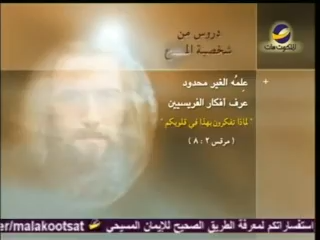 دروس من
شخصية المسيح
+ علمه الغير محدود
عرف أفكار الفريسيين
"لماذا تفكرون بهذا في قلوبكم"
(مرقس ٢ : ٨)
er/malakootsat استفساراتكم لمعرفة الطريق الصحيح للإيمان المسيحي